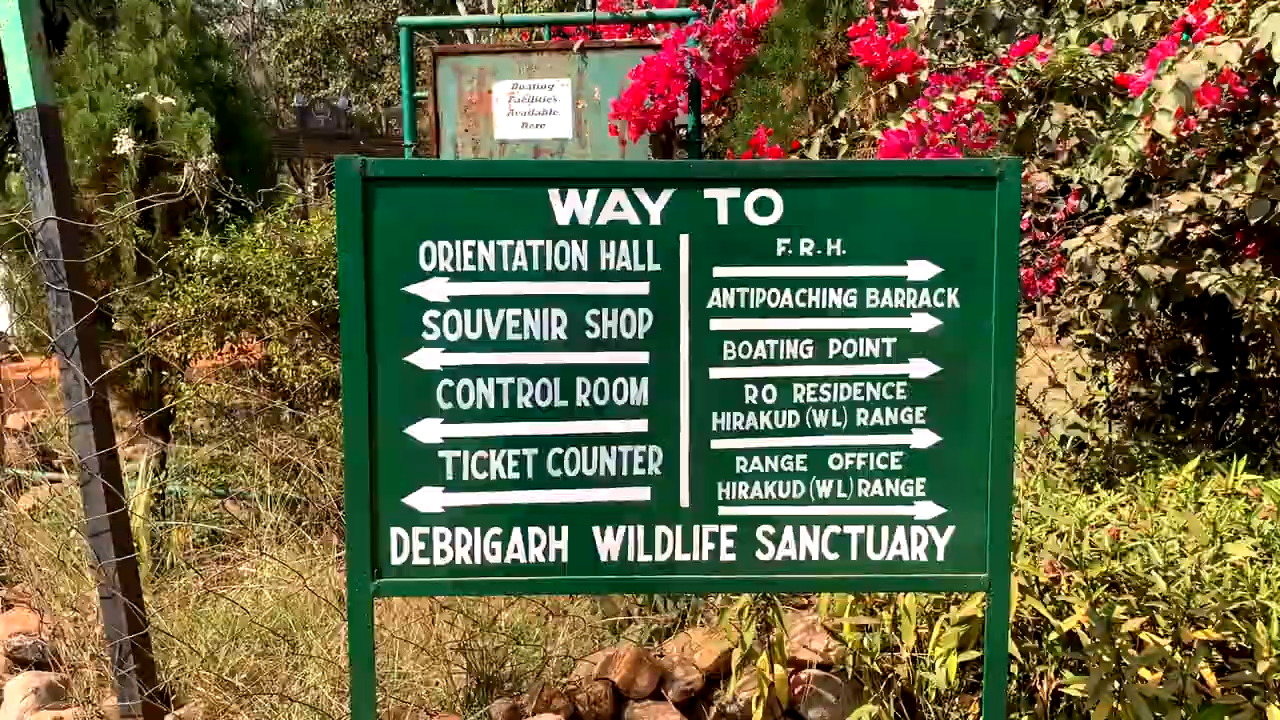 Boating
Facilities
Available
Here
WAY TO
ORIENTATION HALL
SOUVENIR SHOP
CONTROL ROOM
TICKET COUNTER
F.R.H.
ANTIPOACHING BARRACK
BOATING POINT
RO RESIDENCE
HIRAKUD (WL) RANGE
RANGE OFFICE
HIRAKUD (WL) RANGE
DEBRIGARH WILDLIFE SANCTUARY